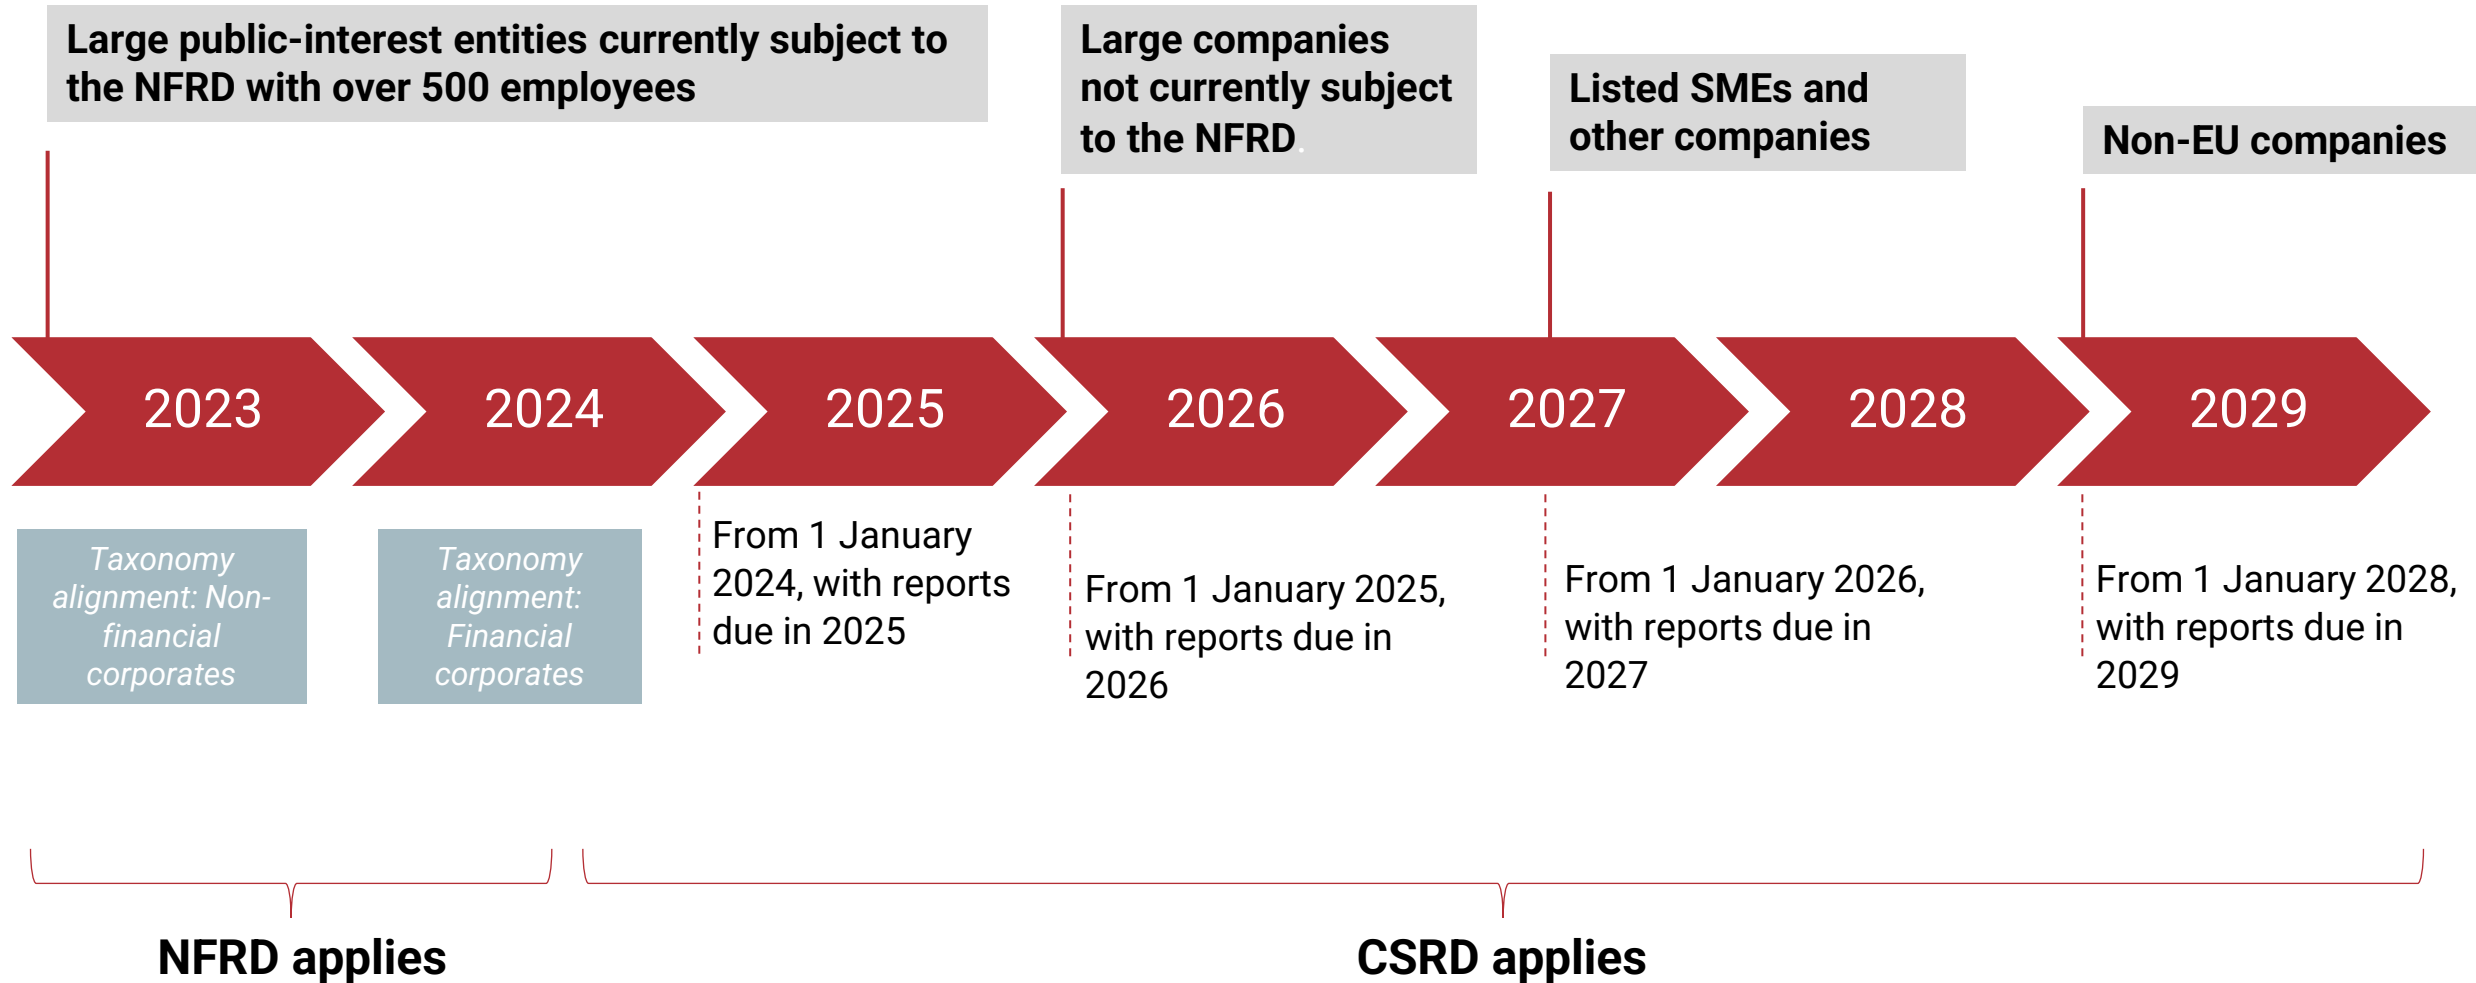 Large public-interest entities currently subject to
the NFRD with over 500 employees
Large companies
not currently subject
to the NFRD.
Listed SMEs and
other companies
Non-EU companies
2023
2024
2025
2026
2027
2028
2029
Taxonomy
alignment: Non-
financial
corporates
Taxonomy
alignment:
Financial
corporates
From 1 January
2024, with reports
due in 2025
From 1 January 2025,
with reports due in
2026
From 1 January 2026,
with reports due in
2027
From 1 January 2028,
with reports due in
2029
NFRD applies
CSRD applies